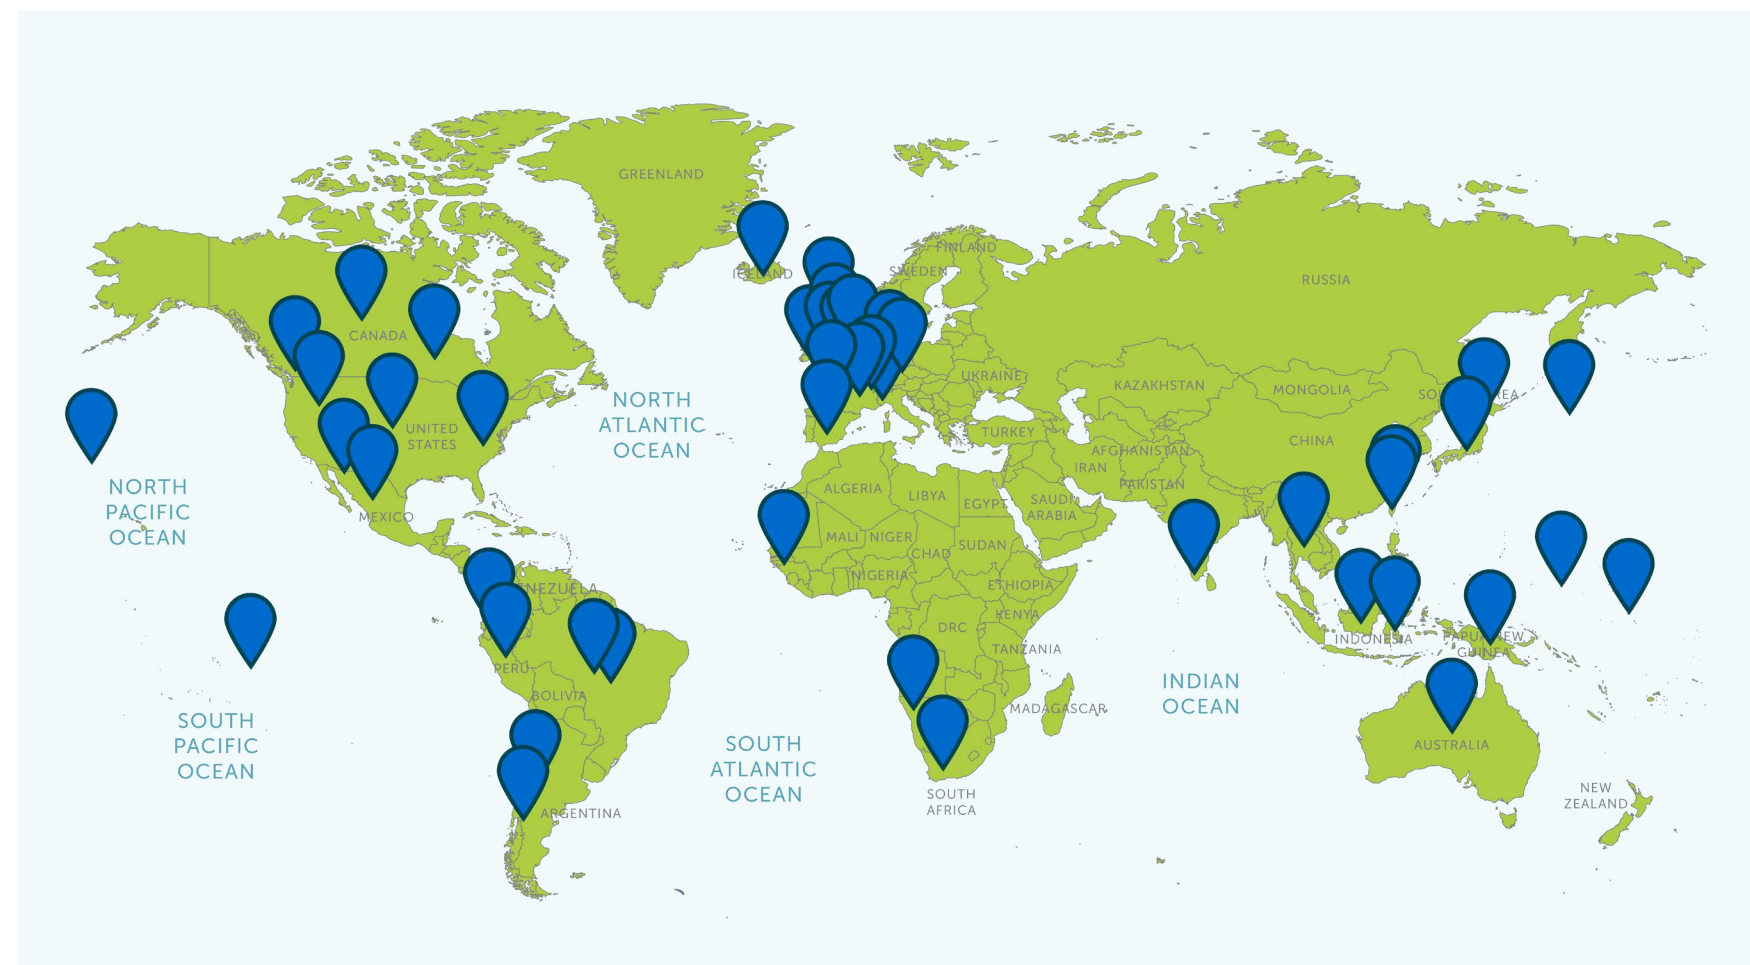 GREENLAND
ICELAND
FINLAND
SWEDEN
RUSSIA
CANADA
UKRAINE
KAZAKHSTAN
MONGOLIA
NORTH
ATLANTIC
OCEAN
UNITED
STATES
TURKEY
CHINA
AFGHANISTAN
IRAN
PAKISTAN
NORTH
PACIFIC
OCEAN
MEXICO
ALGERIA
LIBYA
EGYPT
SAUDI
ARABIA
MALI
NIGER
CHAD
SUDAN
NIGERIA
ETHIOPIA
KENYA
DRC
TANZANIA
PERU
BOLIVIA
INDONESIA
GUINEA
INDIAN
OCEAN
MADAGASCAR
SOUTH
PACIFIC
OCEAN
SOUTH
ATLANTIC
OCEAN
AUSTRALIA
SOUTH
AFRICA
ARGENTINA
NEW
ZEALAND